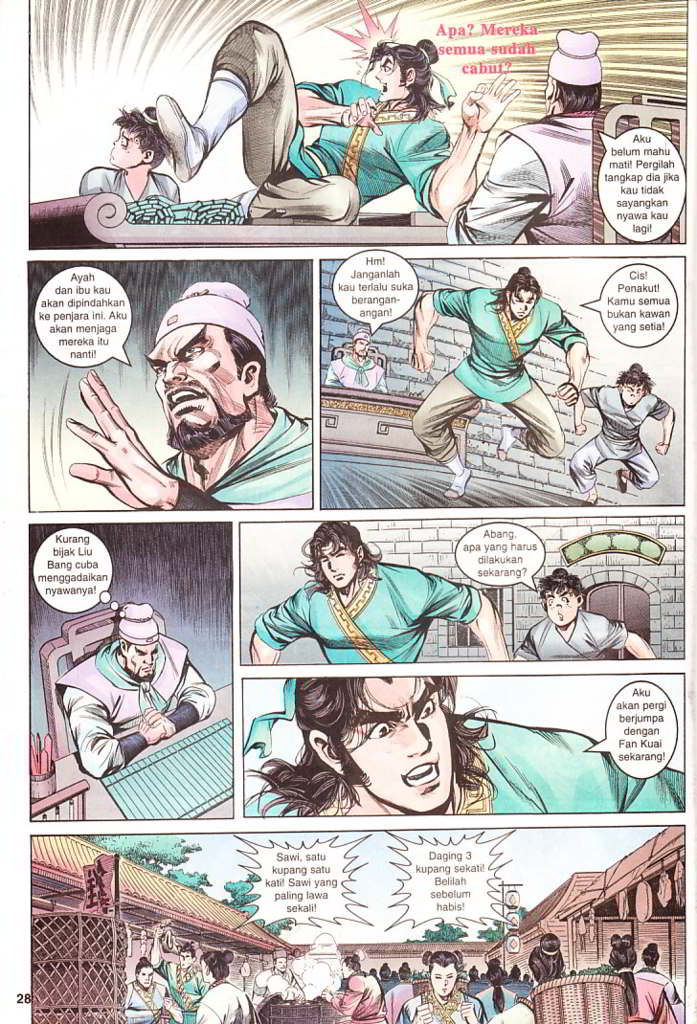 Apa? Mereka
semua sudah
cabut?
Aku
belum mahu
mati! Pergilah
tangkap dia jika
kau tidak
sayangkan
nyawa kau
lagi!
Ayah
dan ibu kau
akan dipindahkan
ke penjara ini. Aku
akan menjaga
mereka itu
nanti!
Hm!
Janganlah
kau terlalu suka
berangan-
angan!
Cis!
Penakut!
Kamu semua
bukan kawan
yang setia!
Kurang
bijak Liu
Bang cuba
menggadaikan
nyawanya!
Abang,
apa yang harus
dilakukan
sekarang?
Aku
akan pergi
berjumpa
dengan
Fan Kuai
sekarang!
Sawi, satu
kupang satu
kati! Sawi yang
paling lawa
sekali!
Daging 3
kupang sekati!
Belilah
sebelum
habis!
28